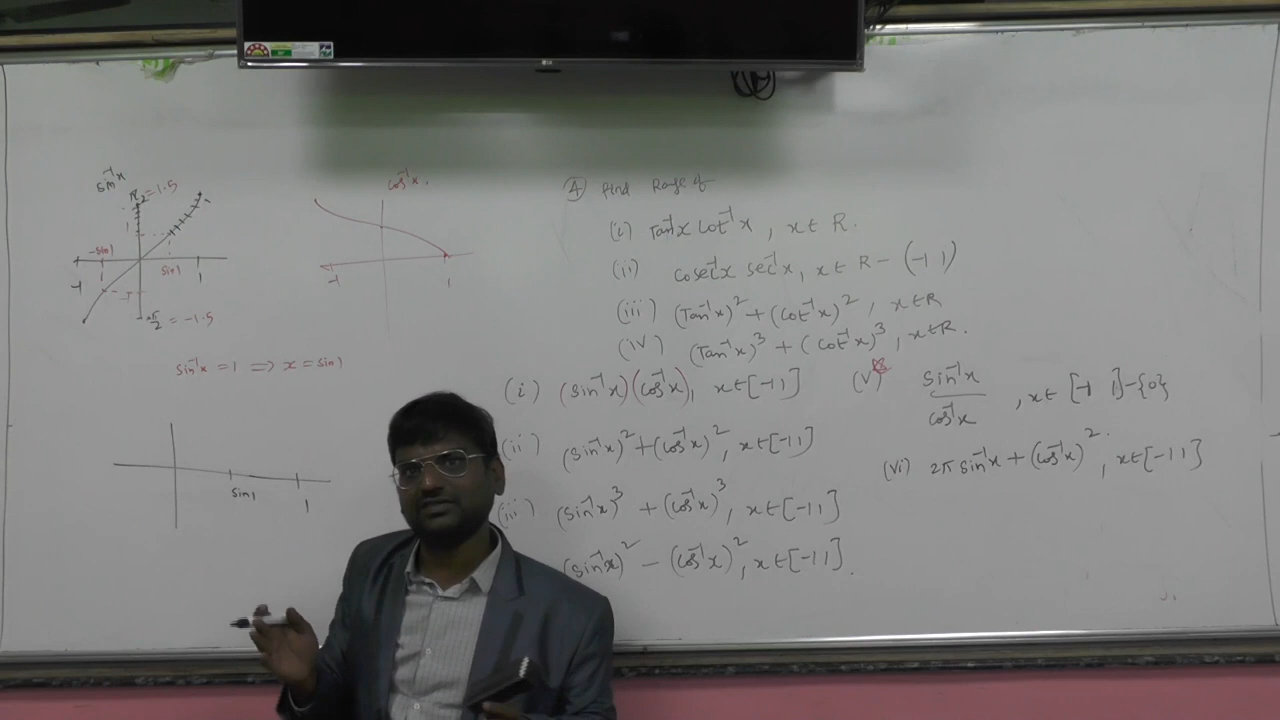 sin⁻¹x
π/2 = 1.5
1
-sin1
sin1
-1
1
-π/2 = -1.5
sin⁻¹x = 1 ⟹ x = sin1
cos⁻¹x.
-1
1
sin1
1
④ Find Range of
(i) Tan⁻¹x Cot⁻¹x, x∈R.
(ii) cosec⁻¹x sec⁻¹x, x∈R-(-1 1)
(iii) (Tan⁻¹x)² + (Cot⁻¹x)², x∈R
(iv) (Tan⁻¹x)³ + (Cot⁻¹x)³, x∈R.
(i) (sin⁻¹x)(cos⁻¹x), x∈[-1 1]
(ii) (sin⁻¹x)² + (cos⁻¹x)², x∈[-1 1]
(iii) (sin⁻¹x)³ + (cos⁻¹x)³, x∈[-1 1]
(sin⁻¹x)² - (cos⁻¹x)², x∈[-1 1].
(v) sin⁻¹x / cos⁻¹x, x∈[-1 1]-{0}
(vi) 2π sin⁻¹x + (cos⁻¹x)², x∈[-1 1]
LG